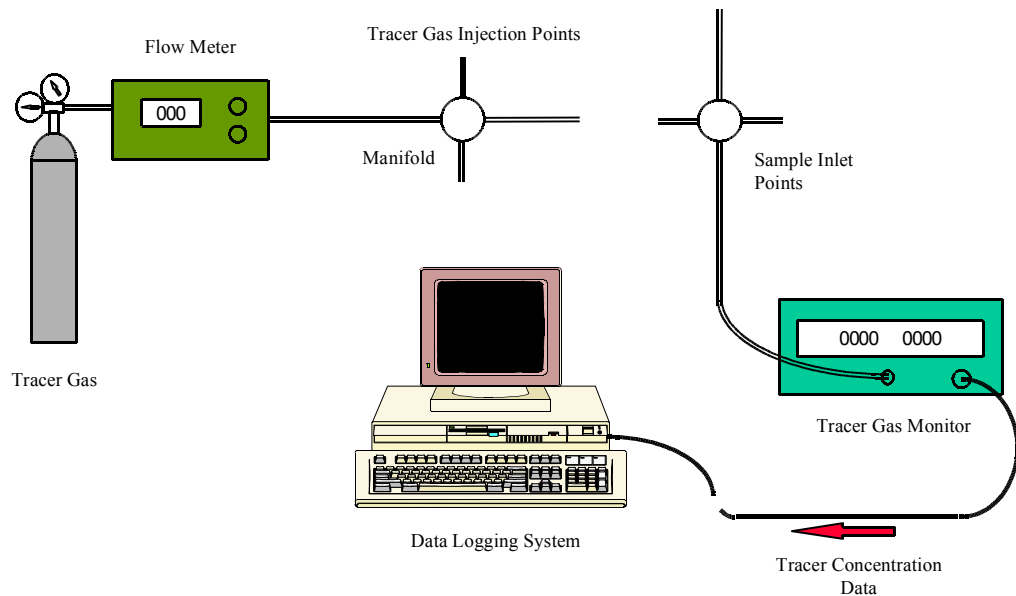 Tracer Gas Injection Points
Flow Meter
000
Manifold
Sample Inlet
Points
0000 0000
Tracer Gas
Tracer Gas Monitor
Data Logging System
Tracer Concentration
Data